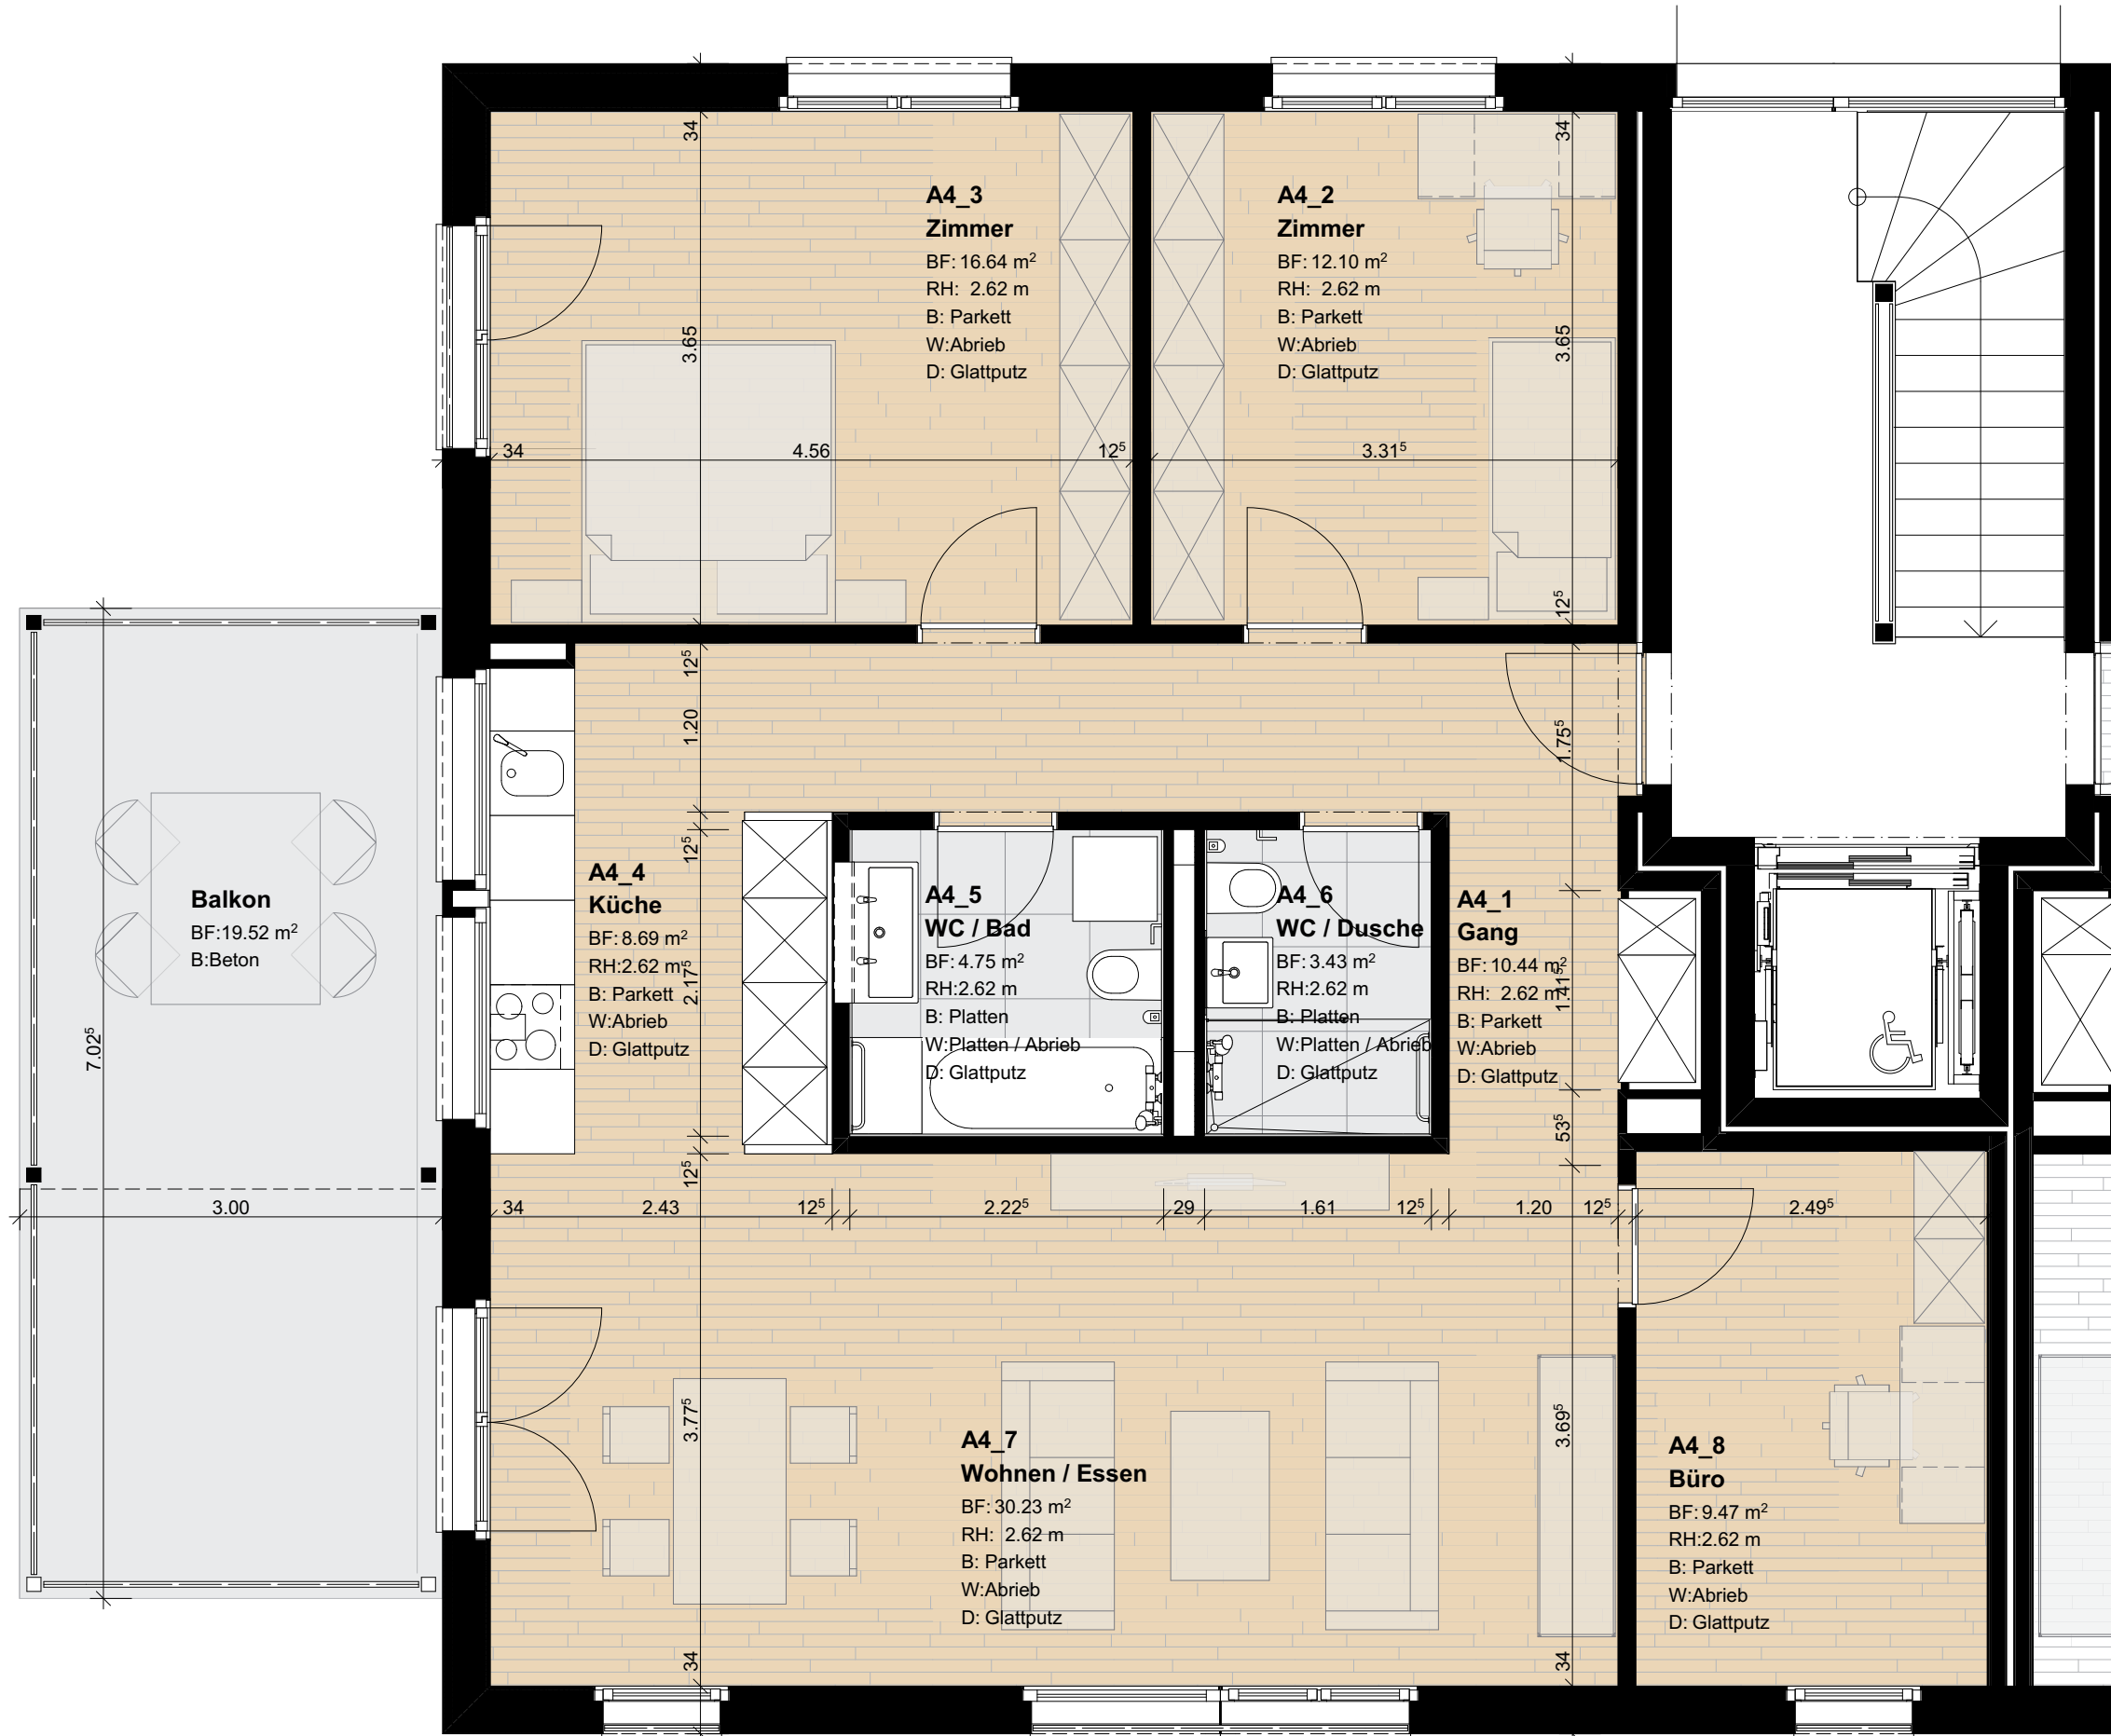 A4_3
Zimmer
BF: 16.64 m²
RH: 2.62 m
B: Parkett
W:Abrieb
D: Glattputz
A4_2
Zimmer
BF: 12.10 m²
RH: 2.62 m
B: Parkett
W:Abrieb
D: Glattputz
34
3.65
34
3.65
34
4.56
12⁵
3.31⁵
12⁵
12⁵
1.20
1.75⁵
12⁵
Balkon
BF:19.52 m²
B:Beton
7.02⁵
3.00
A4_4
Küche
BF: 8.69 m²
RH:2.62 m
B: Parkett
W:Abrieb
D: Glattputz
2.17⁵
A4_5
WC / Bad
BF: 4.75 m²
RH:2.62 m
B: Platten
W:Platten / Abrieb
D: Glattputz
A4_6
WC / Dusche
BF: 3.43 m²
RH:2.62 m
B: Platten
W:Platten / Abrieb
D: Glattputz
A4_1
Gang
BF: 10.44 m²
RH: 2.62 m
B: Parkett
W:Abrieb
D: Glattputz
1.41⁵
53⁵
12⁵
34
2.43
12⁵
2.22⁵
29
1.61
12⁵
1.20
12⁵
2.49⁵
3.77⁵
3.69⁵
A4_7
Wohnen / Essen
BF: 30.23 m²
RH: 2.62 m
B: Parkett
W:Abrieb
D: Glattputz
A4_8
Büro
BF: 9.47 m²
RH:2.62 m
B: Parkett
W:Abrieb
D: Glattputz
34
34